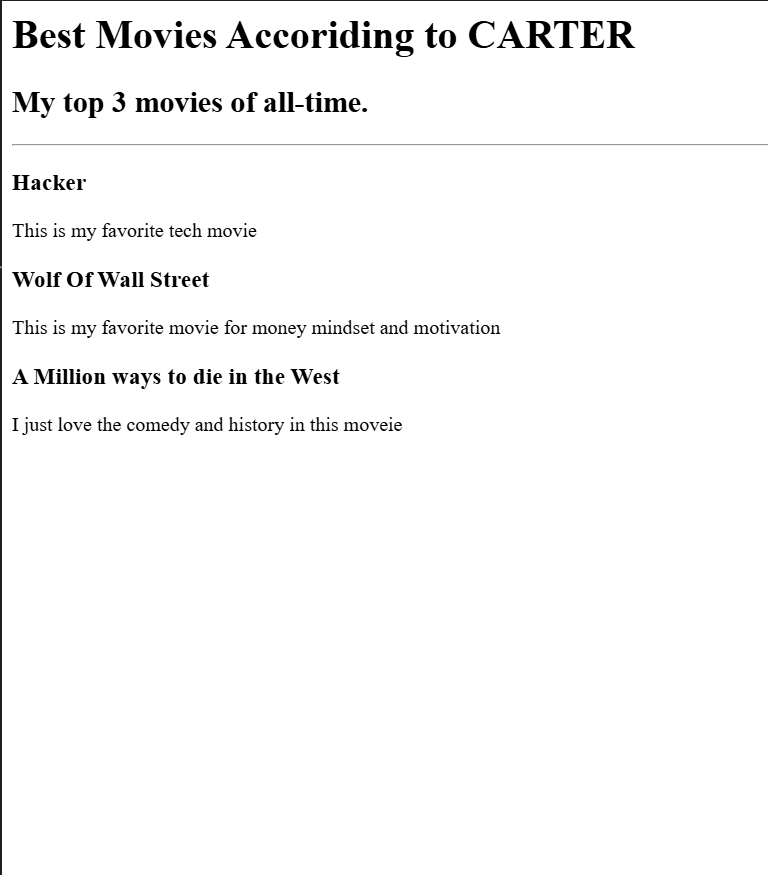 Best Movies Accoriding to CARTER
My top 3 movies of all-time.
Hacker
This is my favorite tech movie
Wolf Of Wall Street
This is my favorite movie for money mindset and motivation
A Million ways to die in the West
I just love the comedy and history in this moveie